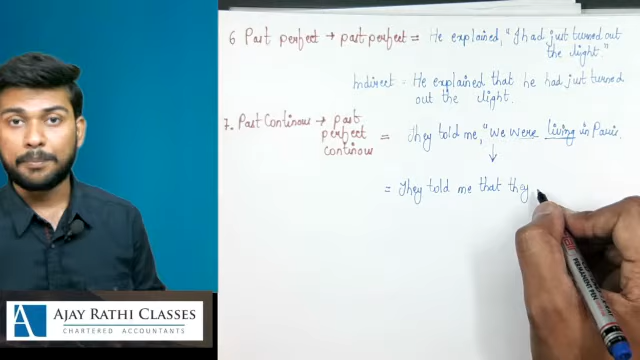 6 Past perfect → past perfect = He explained, "I had just turned out
the light."
Indirect = He explained that he had just turned
out the light.
7. Past Continous → past
perfect
continous
= They told me, "we were living in Paris.
↓
= They told me that they
AJAY RATHI CLASSES
CHARTERED ACCOUNTANTS